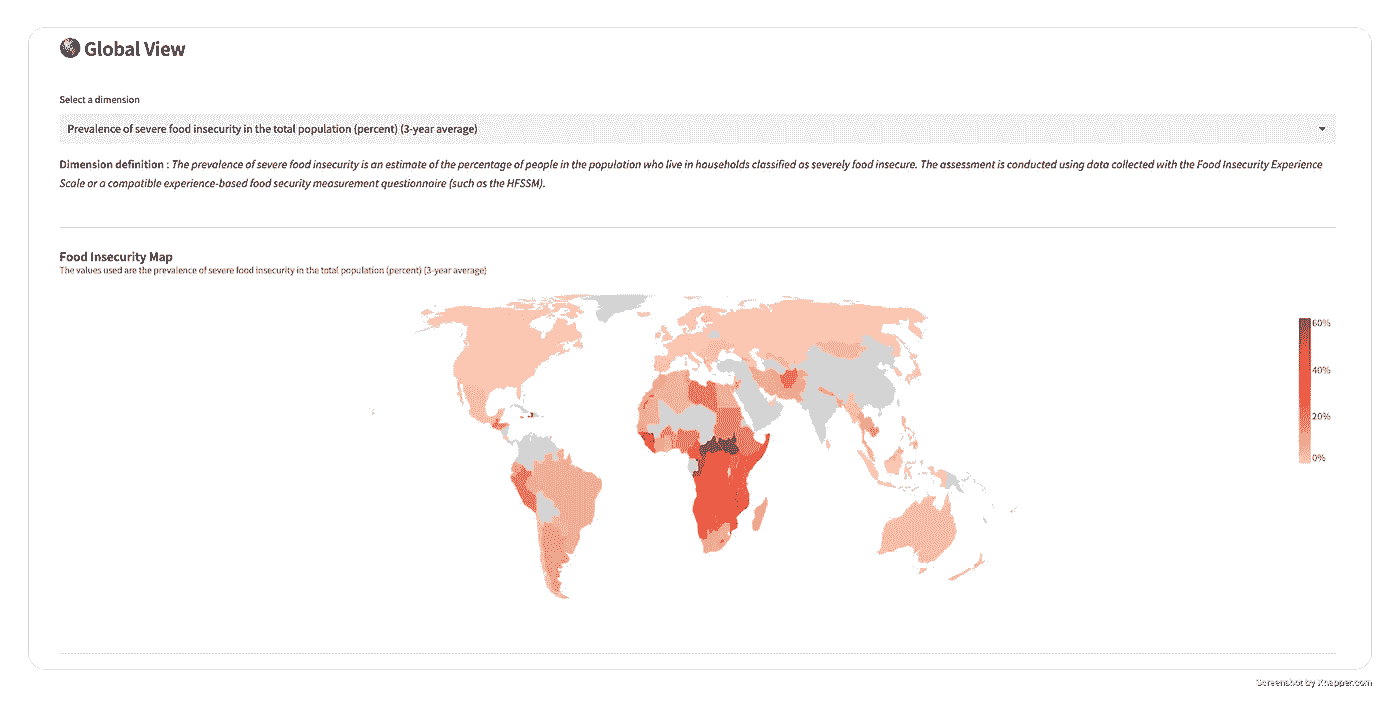 Global View
Select a dimension
Prevalence of severe food insecurity in the total population (percent) (3-year average)
Dimension definition : The prevalence of severe food insecurity is an estimate of the percentage of people in the population who live in households classified as severely food insecure. The assessment is conducted using data collected with the Food Insecurity Experience
Scale or a compatible experience-based food security measurement questionnaire (such as the HFSSM).
Food Insecurity Map
The values used are the prevalence of severe food insecurity in the total population (percent) (3-year average)
60%
40%
20%
0%
Screenshot by Xnapper.com